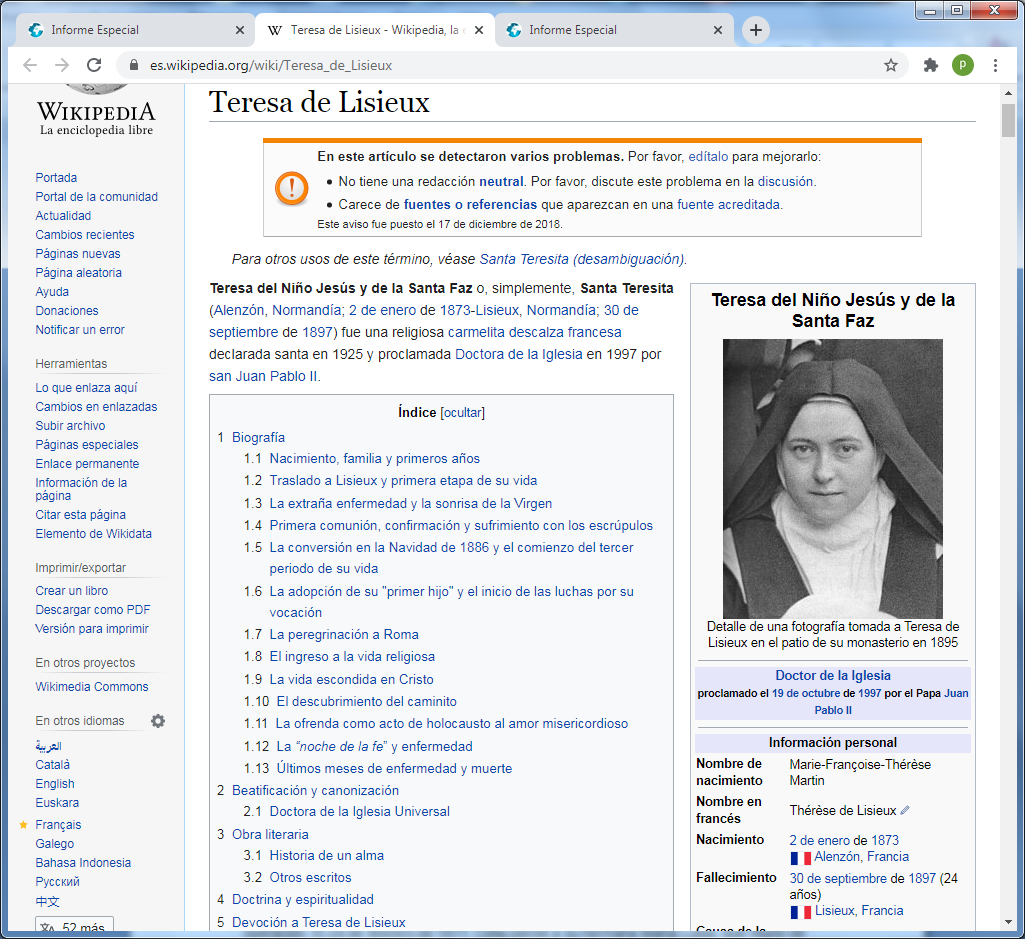 Informe Especial
Teresa de Lisieux - Wikipedia, la
Informe Especial
es.wikipedia.org/wiki/Teresa_de_Lisieux
P
WIKIPEDIA
La enciclopedia libre
Portada
Portal de la comunidad
Actualidad
Cambios recientes
Páginas nuevas
Página aleatoria
Ayuda
Donaciones
Notificar un error
Herramientas
Lo que enlaza aquí
Cambios en enlazadas
Subir archivo
Páginas especiales
Enlace permanente
Información de la
página
Citar esta página
Elemento de Wikidata
Imprimir/exportar
Crear un libro
Descargar como PDF
Versión para imprimir
En otros proyectos
Wikimedia Commons
En otros idiomas
العربية
Català
English
Euskara
Français
Galego
Bahasa Indonesia
Русский
中文
52 más
Teresa de Lisieux
En este artículo se detectaron varios problemas. Por favor, edítalo para mejorarlo:
• No tiene una redacción neutral. Por favor, discute este problema en la discusión.
• Carece de fuentes o referencias que aparezcan en una fuente acreditada.
Este aviso fue puesto el 17 de diciembre de 2018.
Para otros usos de este término, véase Santa Teresita (desambiguación).
Teresa del Niño Jesús y de la Santa Faz o, simplemente, Santa Teresita
(Alenzón, Normandía; 2 de enero de 1873-Lisieux, Normandía; 30 de
septiembre de 1897) fue una religiosa carmelita descalza francesa
declarada santa en 1925 y proclamada Doctora de la Iglesia en 1997 por
san Juan Pablo II.
Índice [ocultar]
1 Biografía
1.1 Nacimiento, familia y primeros años
1.2 Traslado a Lisieux y primera etapa de su vida
1.3 La extraña enfermedad y la sonrisa de la Virgen
1.4 Primera comunión, confirmación y sufrimiento con los escrúpulos
1.5 La conversión en la Navidad de 1886 y el comienzo del tercer
periodo de su vida
1.6 La adopción de su "primer hijo" y el inicio de las luchas por su
vocación
1.7 La peregrinación a Roma
1.8 El ingreso a la vida religiosa
1.9 La vida escondida en Cristo
1.10 El descubrimiento del caminito
1.11 La ofrenda como acto de holocausto al amor misericordioso
1.12 La “noche de la fe” y enfermedad
1.13 Últimos meses de enfermedad y muerte
2 Beatificación y canonización
2.1 Doctora de la Iglesia Universal
3 Obra literaria
3.1 Historia de un alma
3.2 Otros escritos
4 Doctrina y espiritualidad
5 Devoción a Teresa de Lisieux
Teresa del Niño Jesús y de la
Santa Faz
Detalle de una fotografía tomada a Teresa de
Lisieux en el patio de su monasterio en 1895
Doctor de la Iglesia
proclamado el 19 de octubre de 1997 por el Papa Juan
Pablo II
Información personal
Nombre de nacimiento Marie-Françoise-Thérèse Martin
Nombre en francés Thérèse de Lisieux
Nacimiento 2 de enero de 1873
Alenzón, Francia
Fallecimiento 30 de septiembre de 1897 (24
años)
Lisieux, Francia